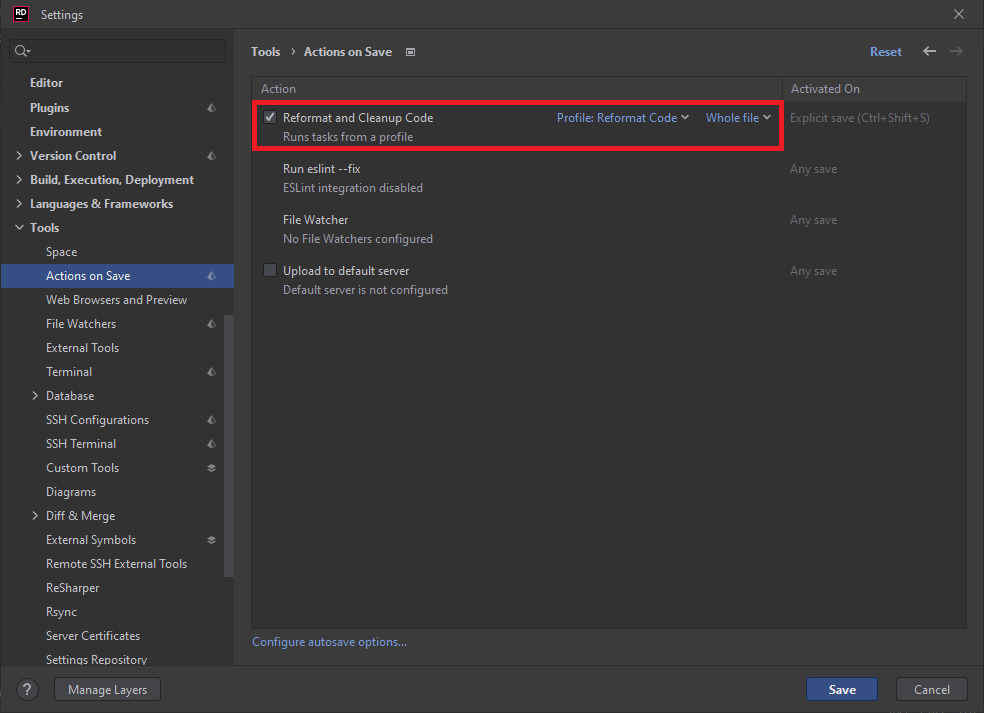 RD Settings
Tools › Actions on Save Reset
Editor
Plugins
Environment
Version Control
Build, Execution, Deployment
Languages & Frameworks
Tools
Space
Actions on Save
Web Browsers and Preview
File Watchers
External Tools
Terminal
Database
SSH Configurations
SSH Terminal
Custom Tools
Diagrams
Diff & Merge
External Symbols
Remote SSH External Tools
ReSharper
Rsync
Server Certificates
Settings Repository
Action Activated On
Reformat and Cleanup Code Profile: Reformat Code Whole file Explicit save (Ctrl+Shift+S)
Runs tasks from a profile
Run eslint --fix Any save
ESLint integration disabled
File Watcher Any save
No File Watchers configured
Upload to default server Any save
Default server is not configured
Configure autosave options...
? Manage Layers Save Cancel